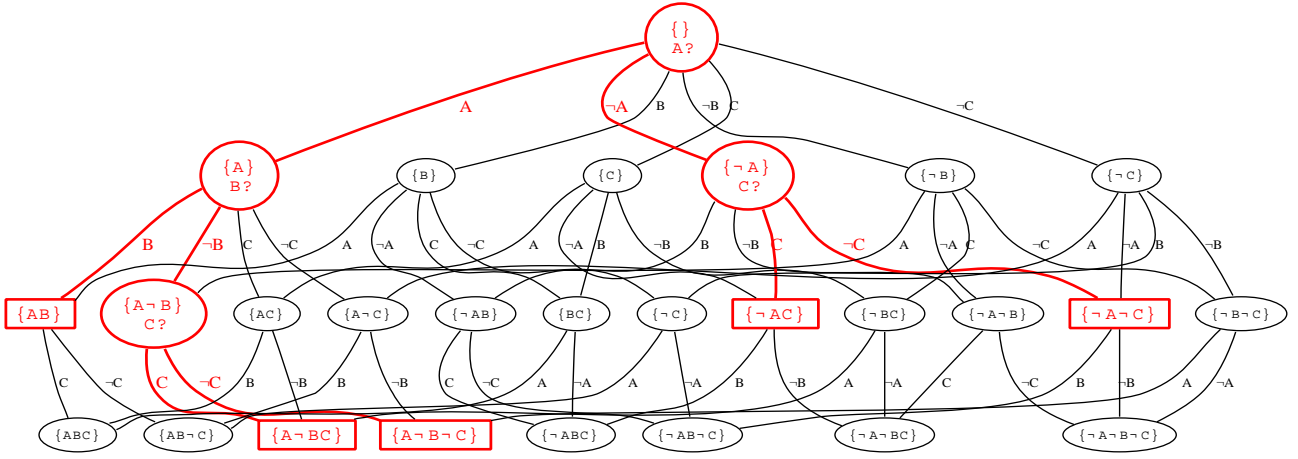 {}
A?
A
¬A
B
¬B
C
¬C
{A}
B?
{B}
{C}
{¬A}
C?
{¬B}
{¬C}
B
¬B
C
¬C
A
¬A
C
¬C
A
¬A
B
¬B
B
¬B
C
¬C
A
¬A
C
¬C
A
¬A
B
¬B
{AB}
{A¬B}
C?
{AC}
{A¬C}
{¬AB}
{BC}
{¬C}
{¬AC}
{¬BC}
{¬A¬B}
{¬A¬C}
{¬B¬C}
C
¬C
C
¬C
B
¬B
B
¬B
C
¬C
A
¬A
A
¬A
B
¬B
A
¬A
C
¬C
B
¬B
A
¬A
{ABC}
{AB¬C}
{A¬BC}
{A¬B¬C}
{¬ABC}
{¬AB¬C}
{¬A¬BC}
{¬A¬B¬C}